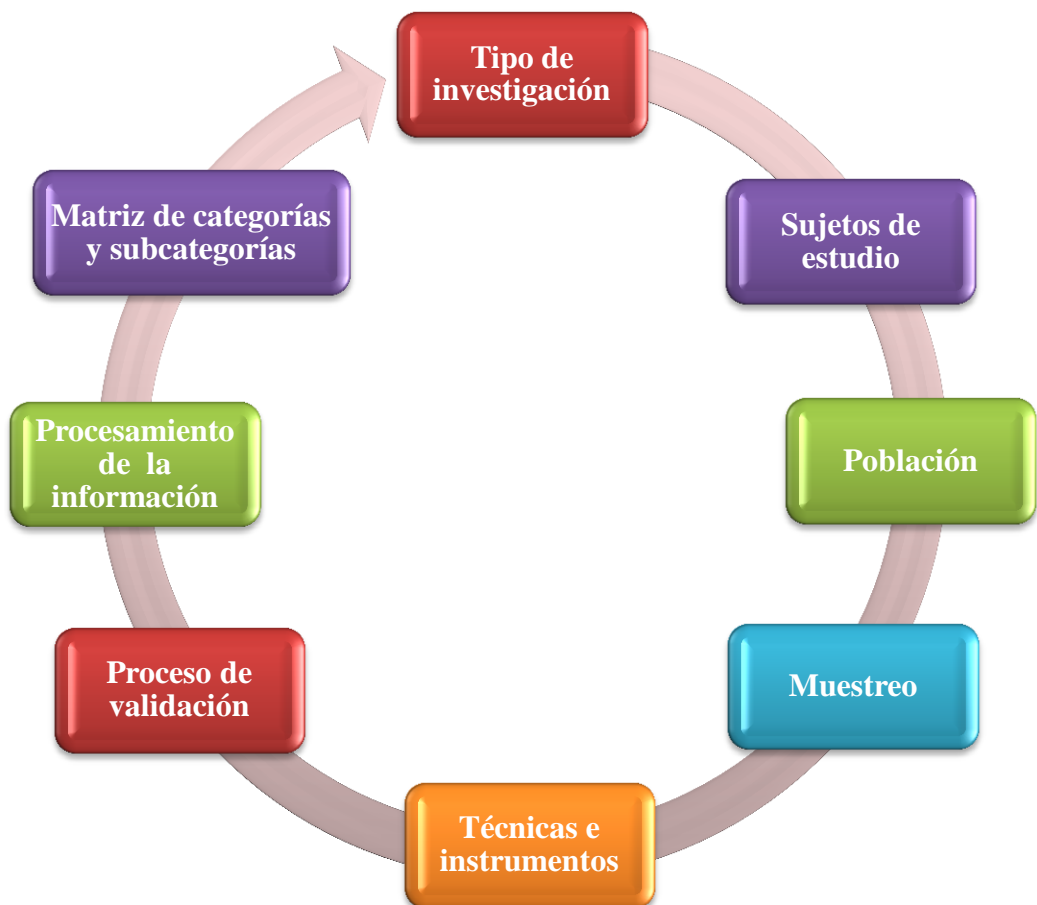 Tipo de
investigación
Sujetos de
estudio
Población
Muestreo
Técnicas e
instrumentos
Proceso de
validación
Procesamiento
de la
información
Matriz de categorías
y subcategorías